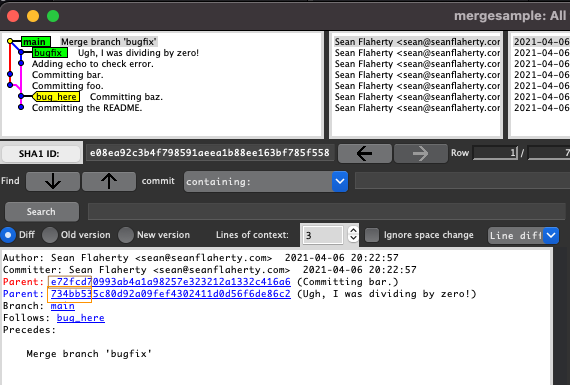 mergesample: All
main Merge branch 'bugfix'
bugfix Ugh, I was dividing by zero!
Adding echo to check error.
Committing bar.
Committing foo.
bug_here Committing baz.
Committing the README.
Sean Flaherty <sean@seanflaherty.cor
Sean Flaherty <sean@seanflaherty.cor
Sean Flaherty <sean@seanflaherty.cor
Sean Flaherty <sean@seanflaherty.cor
Sean Flaherty <sean@seanflaherty.cor
Sean Flaherty <sean@seanflaherty.cor
Sean Flaherty <sean@seanflaherty.cor
2021-04-06
2021-04-06
2021-04-06
2021-04-06
2021-04-06
2021-04-06
2021-04-06
SHA1 ID: e08ea92c3b4f798591aeea1b88ee163bf785f558 Row 1 / 7
Find commit containing:
Search
Diff Old version New version Lines of context: 3 Ignore space change Line diff
Author: Sean Flaherty <sean@seanflaherty.com> 2021-04-06 20:22:57
Committer: Sean Flaherty <sean@seanflaherty.com> 2021-04-06 20:22:57
Parent: e72fcd70993ab4a1a98257e323212a1332c416a6 (Committing bar.)
Parent: 734bb535c80d92a09fef4302411d0d56f6de86c2 (Ugh, I was dividing by zero!)
Branch: main
Follows: bug_here
Precedes:
Merge branch 'bugfix'